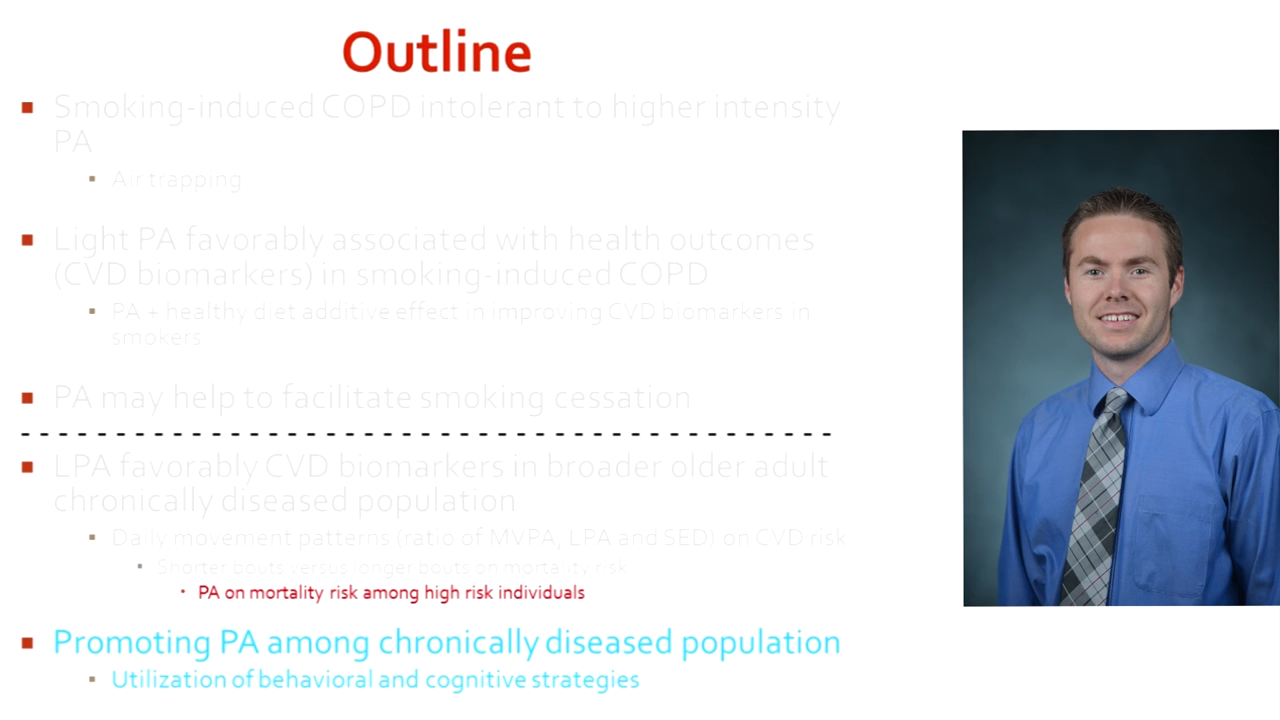 Outline
Smoking-induced COPD intolerant to higher intensity
PA
Air trapping
Light PA favorably associated with health outcomes
(CVD biomarkers) in smoking-induced COPD
PA + healthy diet additive effect in improving CVD biomarkers in
smokers
PA may help to facilitate smoking cessation
LPA favorably CVD biomarkers in broader older adult
chronically diseased population
Daily movement patterns (ratio of MVPA, LPA and SED) on CVD risk
Shorter bouts versus longer bouts on mortality risk
PA on mortality risk among high risk individuals
Promoting PA among chronically diseased population
Utilization of behavioral and cognitive strategies